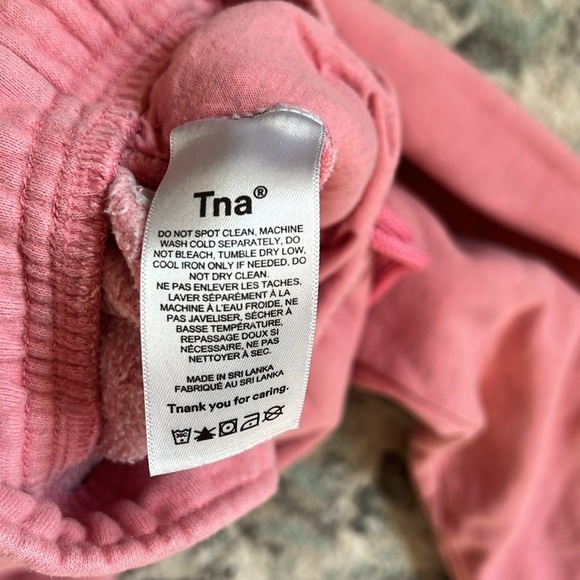 Tna®
DO NOT SPOT CLEAN, MACHINE
WASH COLD SEPARATELY, DO
NOT BLEACH, TUMBLE DRY LOW,
COOL IRON ONLY IF NEEDED, DO
NOT DRY CLEAN.
NE PAS ENLEVER LES TACHES.
LAVER SÉPARÉMENT À LA
MACHINE À L'EAU FROIDE, NE
PAS JAVELISER, SÉCHER À
BASSE TEMPÉRATURE,
REPASSAGE DOUX SI
NÉCESSAIRE, NE PAS
NETTOYER À SEC.
MADE IN SRI LANKA
FABRIQUÉ AU SRI LANKA
Tnank you for caring.